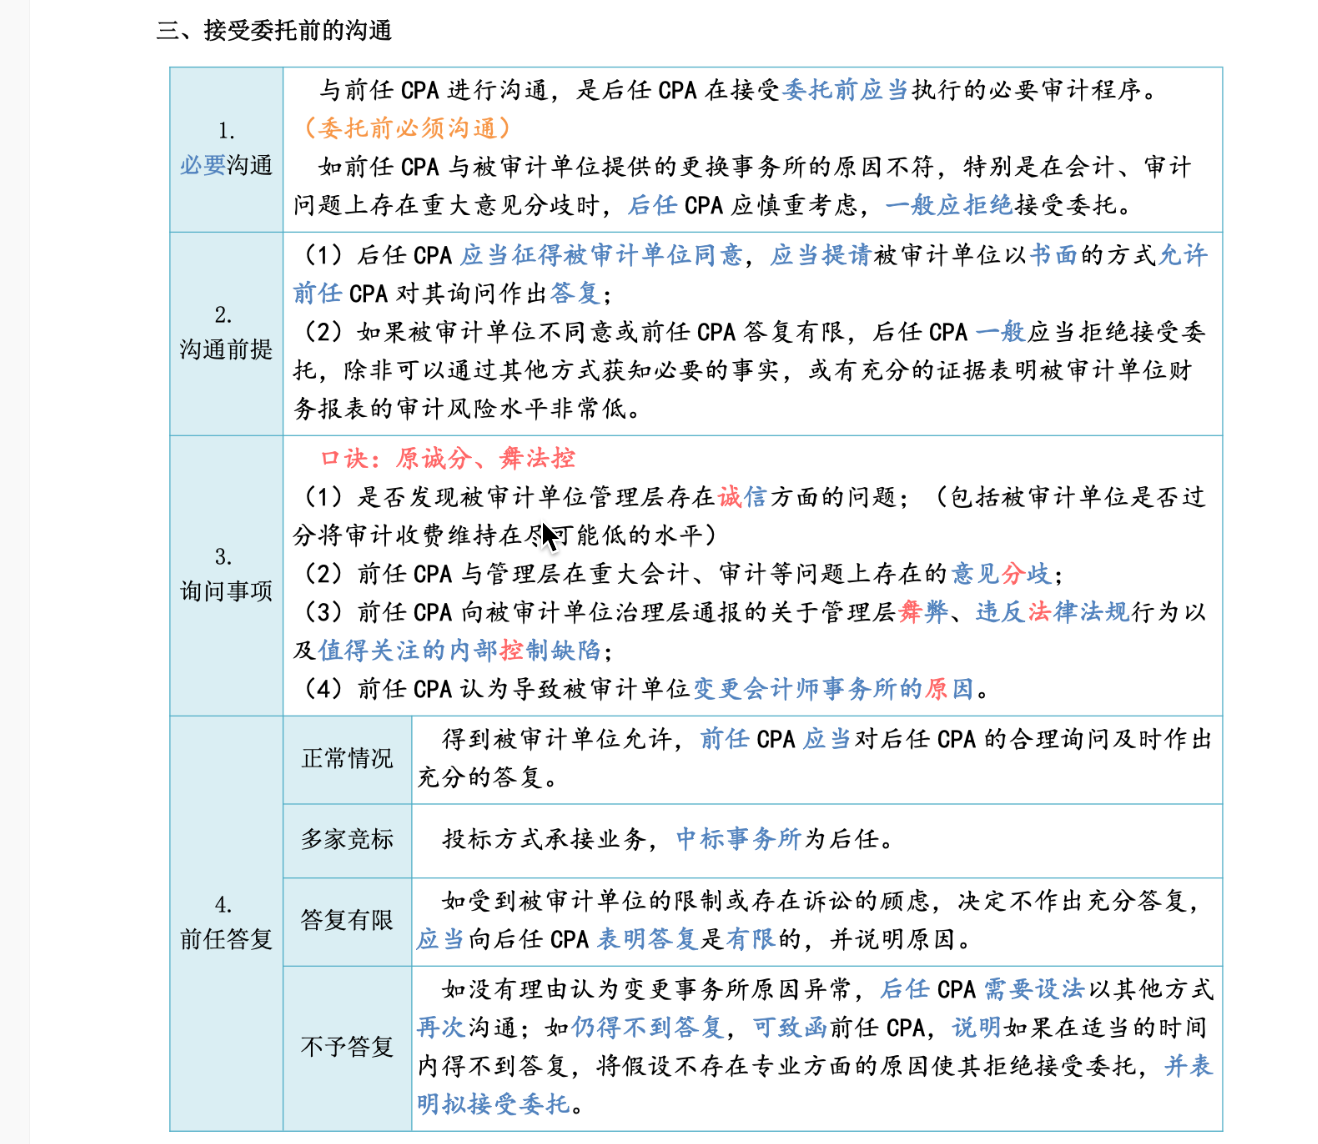 三、接受委托前的沟通
1.
必要沟通
与前任 CPA 进行沟通，是后任 CPA 在接受委托前应当执行的必要审计程序。
（委托前必须沟通）
如前任 CPA 与被审计单位提供的更换事务所的原因不符，特别是在会计、审计
问题上存在重大意见分歧时，后任 CPA 应慎重考虑，一般应拒绝接受委托。
2.
沟通前提
（1）后任 CPA 应当征得被审计单位同意，应当提请被审计单位以书面的方式允许
前任 CPA 对其询问作出答复；
（2）如果被审计单位不同意或前任 CPA 答复有限，后任 CPA 一般应当拒绝接受委
托，除非可以通过其他方式获知必要的事实，或有充分的证据表明被审计单位财
务报表的审计风险水平非常低。
3.
询问事项
口诀：原诚分、舞法控
（1）是否发现被审计单位管理层存在诚信方面的问题；（包括被审计单位是否过
分将审计收费维持在尽可能低的水平）
（2）前任 CPA 与管理层在重大会计、审计等问题上存在的意见分歧；
（3）前任 CPA 向被审计单位治理层通报的关于管理层舞弊、违反法律法规行为以
及值得关注的内部控制缺陷；
（4）前任 CPA 认为导致被审计单位变更会计师事务所的原因。
4.
前任答复
正常情况
得到被审计单位允许，前任 CPA 应当对后任 CPA 的合理询问及时作出
充分的答复。
多家竞标
投标方式承接业务，中标事务所为后任。
答复有限
如受到被审计单位的限制或存在诉讼的顾虑，决定不作出充分答复，
应当向后任 CPA 表明答复是有限的，并说明原因。
不予答复
如没有理由认为变更事务所原因异常，后任 CPA 需要设法以其他方式
再次沟通；如仍得不到答复，可致函前任 CPA，说明如果在适当的时间
内得不到答复，将假设不存在专业方面的原因使其拒绝接受委托，并表
明拟接受委托。